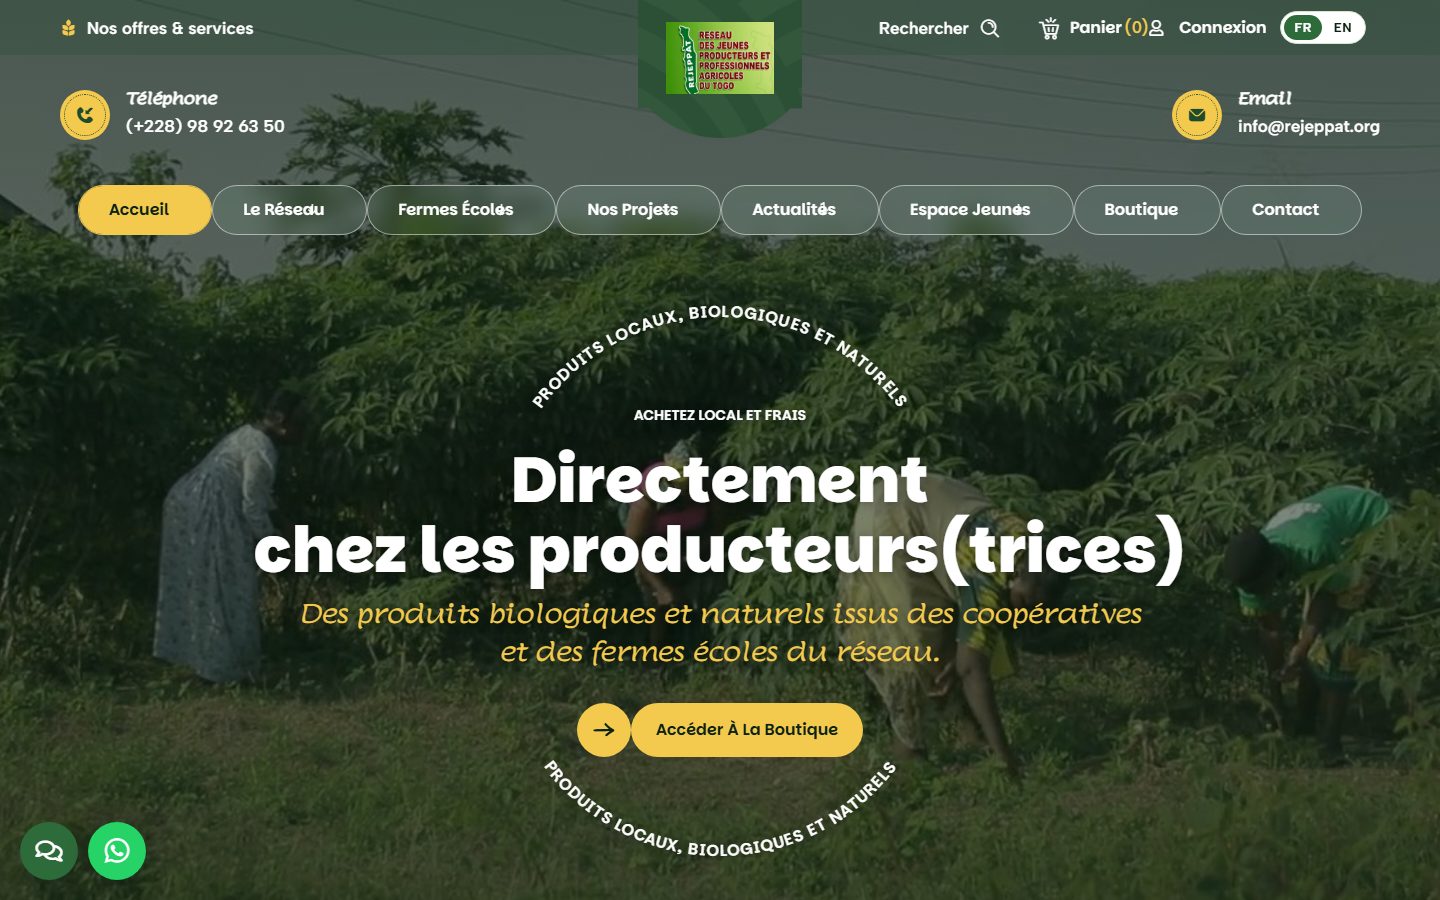 Nos offres & services
RESEAU
DES JEUNES
PRODUCTEURS ET
PROFESSIONNELS
AGRICOLES
DU TOGO
REJEPPAT
Rechercher
Panier (0)
Connexion
FR
EN
Téléphone
(+228) 98 92 63 50
Email
info@rejeppat.org
Accueil
Le Réseau
Fermes Écoles
Nos Projets
Actualités
Espace Jeunes
Boutique
Contact
PRODUITS LOCAUX, BIOLOGIQUES ET NATURELS
ACHETEZ LOCAL ET FRAIS
Directement
chez les producteurs(trices)
Des produits biologiques et naturels issus des coopératives
et des fermes écoles du réseau.
Accéder À La Boutique
PRODUITS LOCAUX, BIOLOGIQUES ET NATURELS